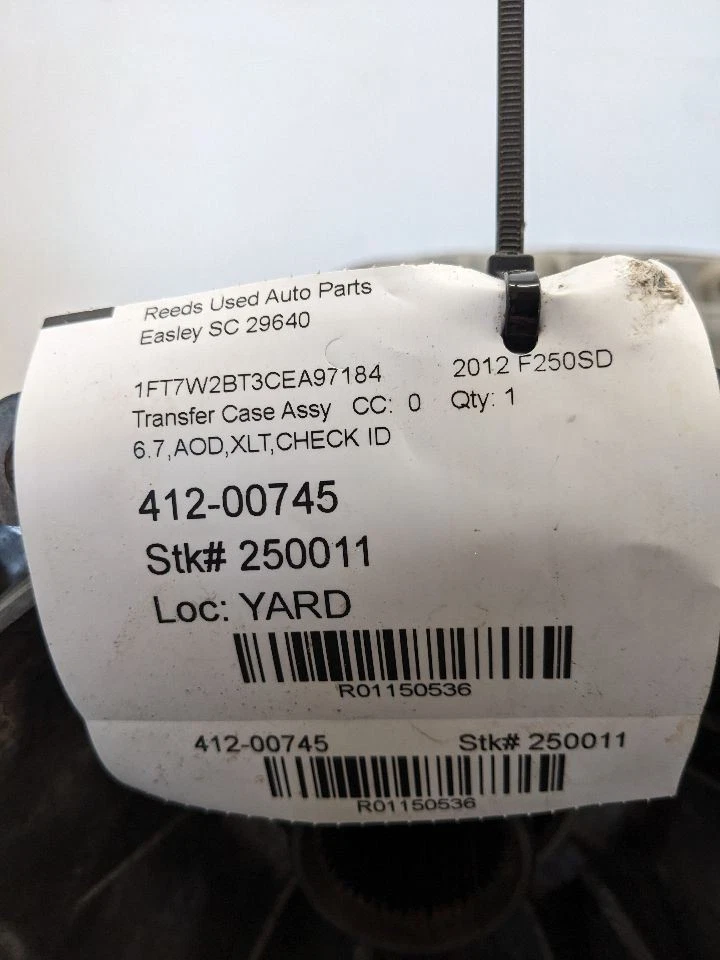 Reeds Used Auto Parts
Easley SC 29640
1FT7W2BT3CEA97184 2012 F250SD
Transfer Case Assy CC: 0 Qty: 1
6.7,AOD,XLT,CHECK ID
412-00745
Stk# 250011
Loc: YARD
R01150536
412-00745 Stk# 250011
R01150536